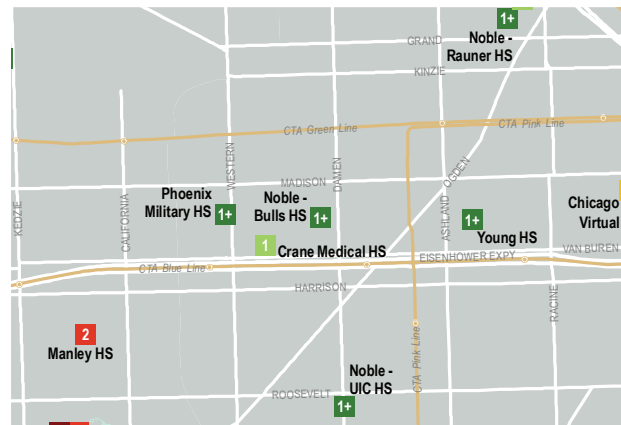 1+
Noble -
Rauner HS
GRAND
KINZIE
CTA Green Line
CTA Pink Line
WESTERN
DAMEN
OGDEN
MADISON
Phoenix
Military HS
1+
Noble -
Bulls HS
1+
KEDZIE
CALIFORNIA
ASHLAND
1+
Young HS
Chicago
Virtual
1
Crane Medical HS
VAN BUREN
EISENHOWER EXPY
CTA Blue Line
HARRISON
RACINE
2
Manley HS
CTA Pink Line
Noble -
UIC HS
ROOSEVELT
1+